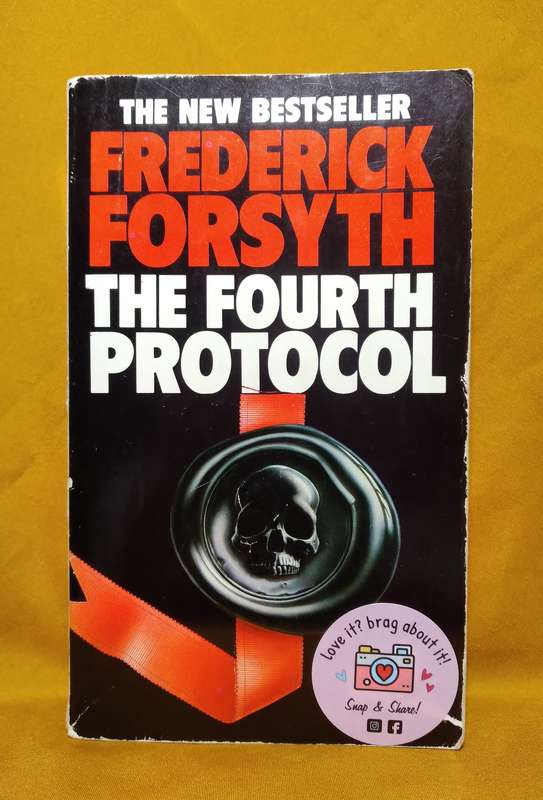 THE NEW BESTSELLER
FREDERICK
FORSYTH
THE FOURTH
PROTOCOL
love it? brag about it!
Snap & Share!